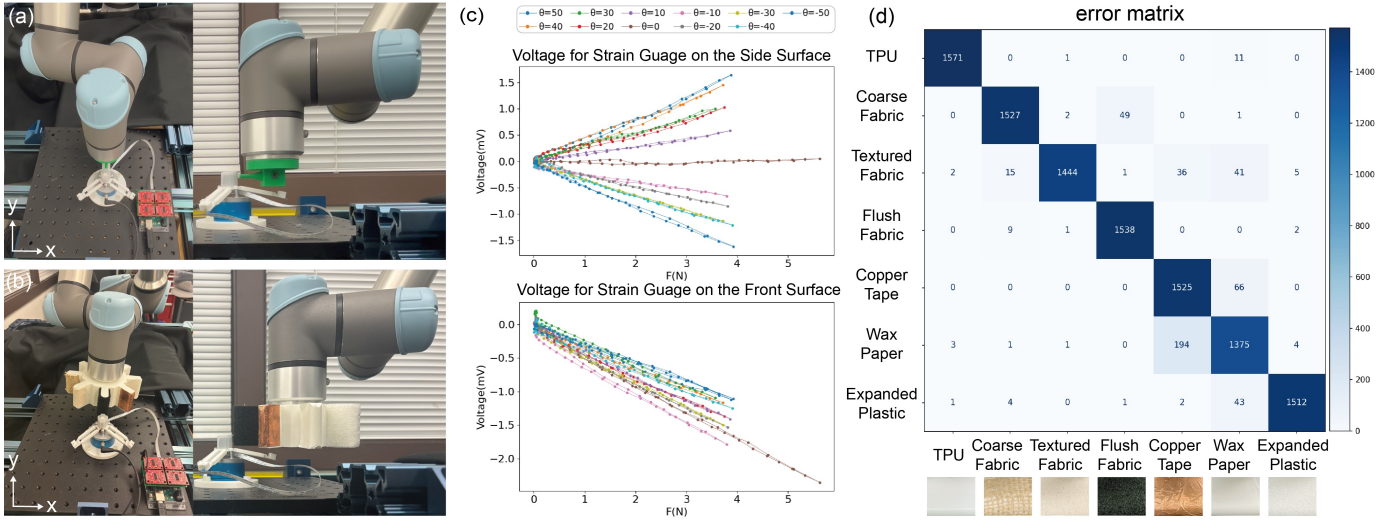 (a)
y
x
(b)
y
x
(c)
θ=50 θ=30 θ=10 θ=-10 θ=-30 θ=-50
θ=40 θ=20 θ=0 θ=-20 θ=-40
Voltage for Strain Guage on the Side Surface
Voltage(mV)
1.5
1.0
0.5
0.0
−0.5
−1.0
−1.5
0 1 2 3 4 5
F(N)
Voltage for Strain Guage on the Front Surface
Voltage(mV)
0.0
−0.5
−1.0
−1.5
−2.0
0 1 2 3 4 5
F(N)
(d)
error matrix
TPU 1571 0 1 0 0 11 0
Coarse
Fabric 0 1527 2 49 0 1 0
Textured
Fabric 2 15 1444 1 36 41 5
Flush
Fabric 0 9 1 1538 0 0 2
Copper
Tape 0 0 0 0 1525 66 0
Wax
Paper 3 1 1 0 194 1375 4
Expanded
Plastic 1 4 0 1 2 43 1512
TPU Coarse Textured Flush Copper Wax Expanded
Fabric Fabric Fabric Tape Paper Plastic
1400
1200
1000
800
600
400
200
0